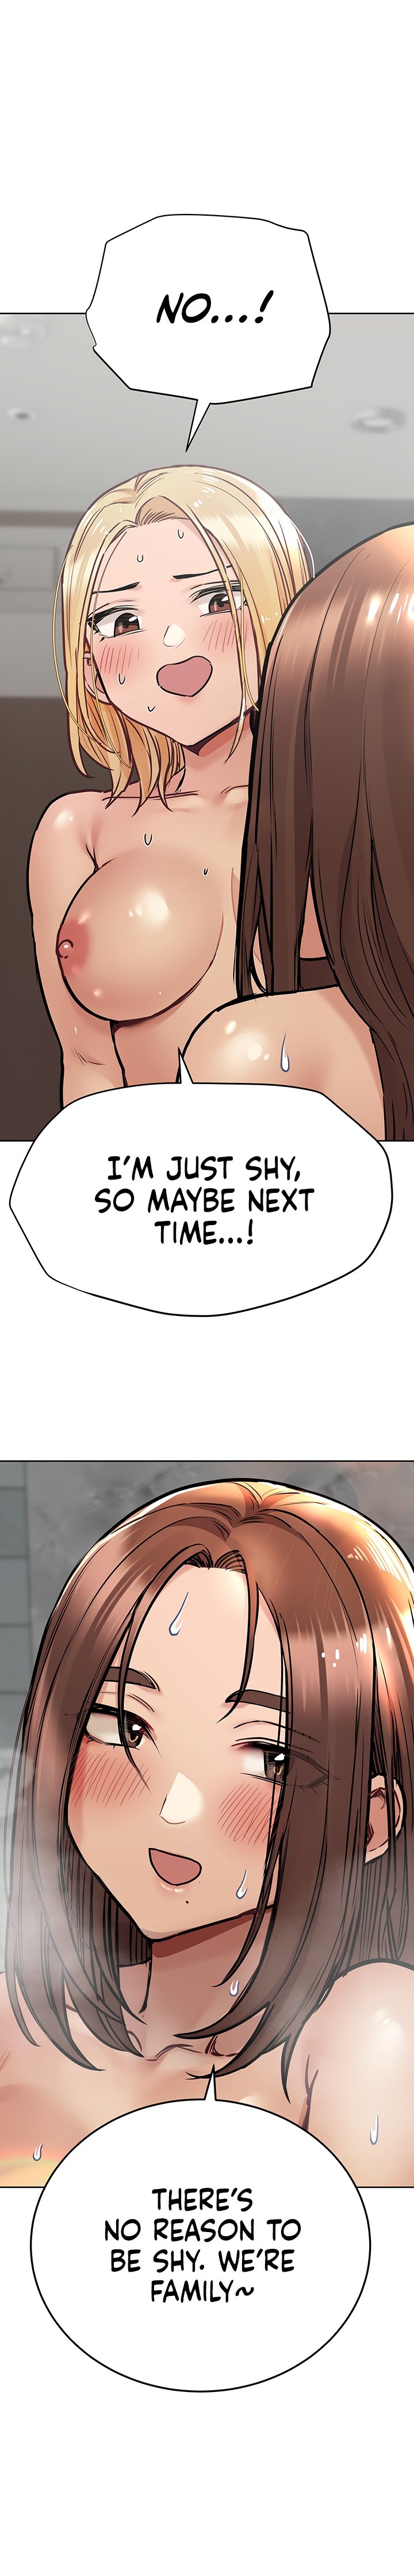 NO...!
I'M JUST SHY,
SO MAYBE NEXT
TIME...!
THERE'S
NO REASON TO
BE SHY. WE'RE
FAMILY~